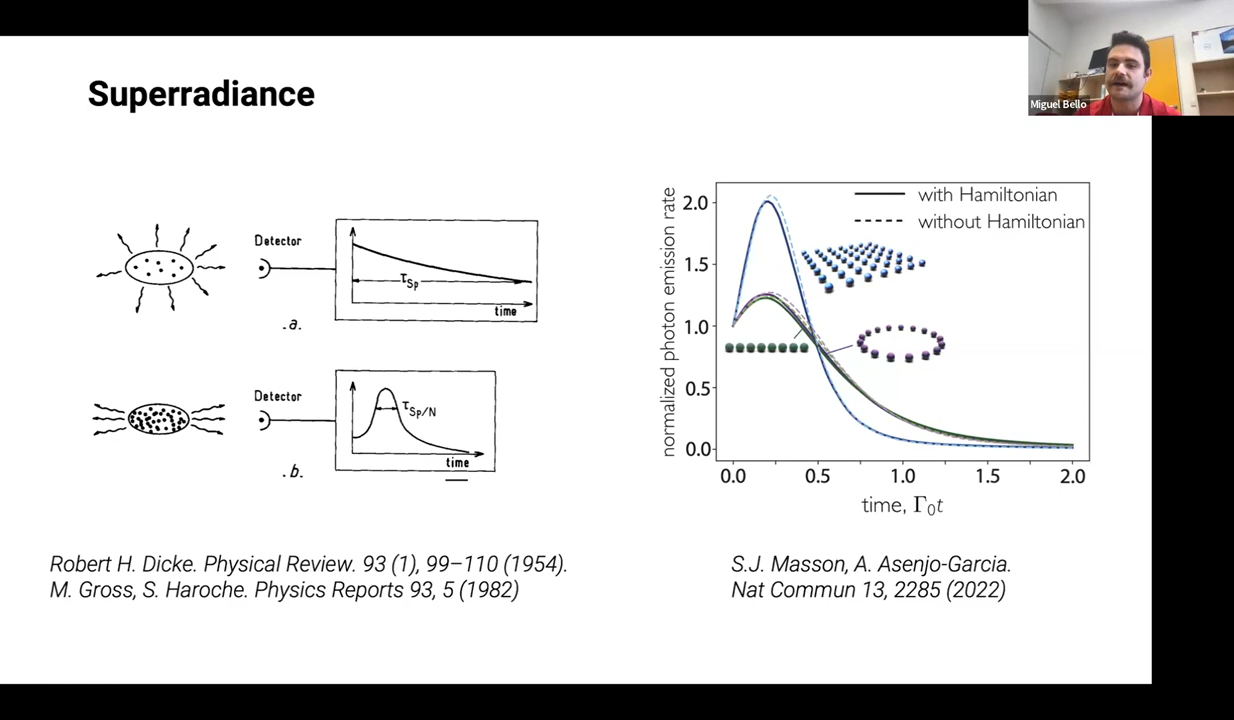 Superradiance
Miguel Bello
Detector
τSp
time
.a.
Detector
τSp/N
time
.b.
normalized photon emission rate
2.0
1.5
1.0
0.5
0.0
with Hamiltonian
without Hamiltonian
0.0 0.5 1.0 1.5 2.0
time, Γ₀t
Robert H. Dicke. Physical Review. 93 (1), 99–110 (1954).
M. Gross, S. Haroche. Physics Reports 93, 5 (1982)
S.J. Masson, A. Asenjo-Garcia.
Nat Commun 13, 2285 (2022)